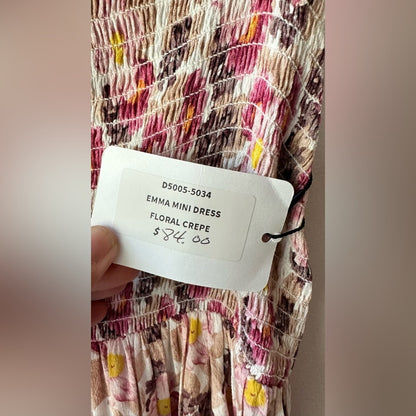 D5005-5034
EMMA MINI DRESS
FLORAL CREPE
$84.00